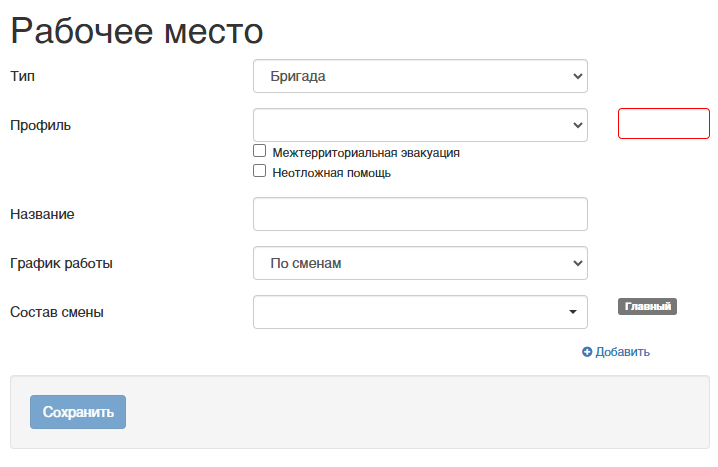 Рабочее место
Тип
Бригада
Профиль
Межтерриториальная эвакуация
Неотложная помощь
Название
График работы
По сменам
Состав смены
Главный
Добавить
Сохранить